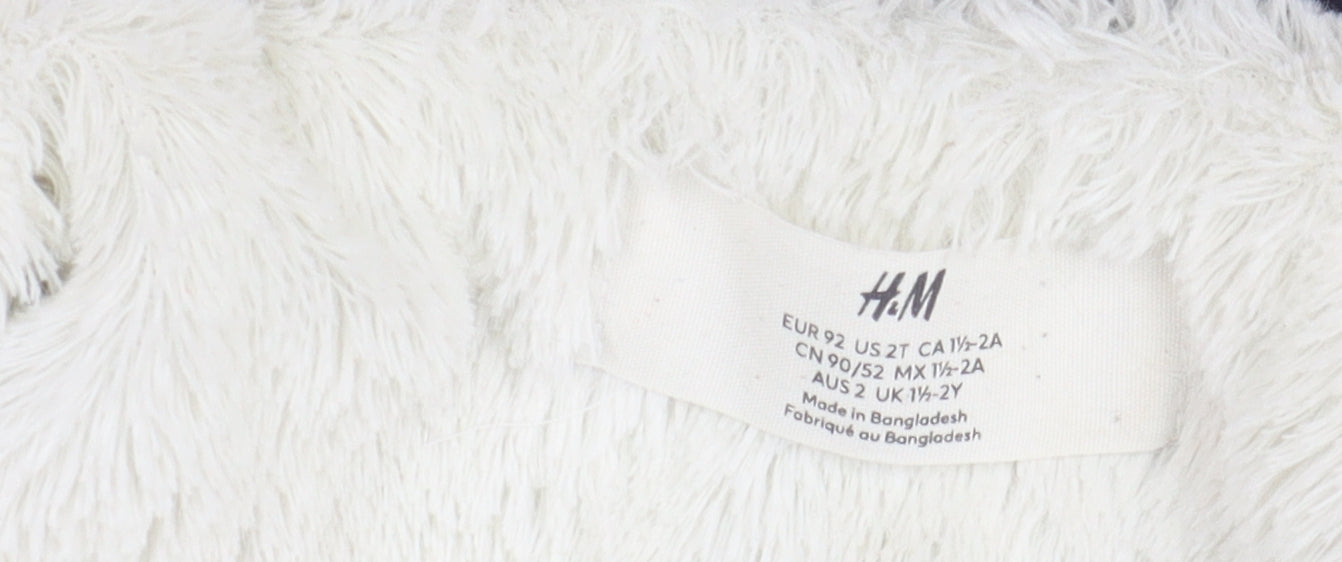 H&M
EUR 92 US 2T CA 1½-2A
CN 90/52 MX 1½-2A
AUS 2 UK 1½-2Y
Made in Bangladesh
Fabriqué au Bangladesh